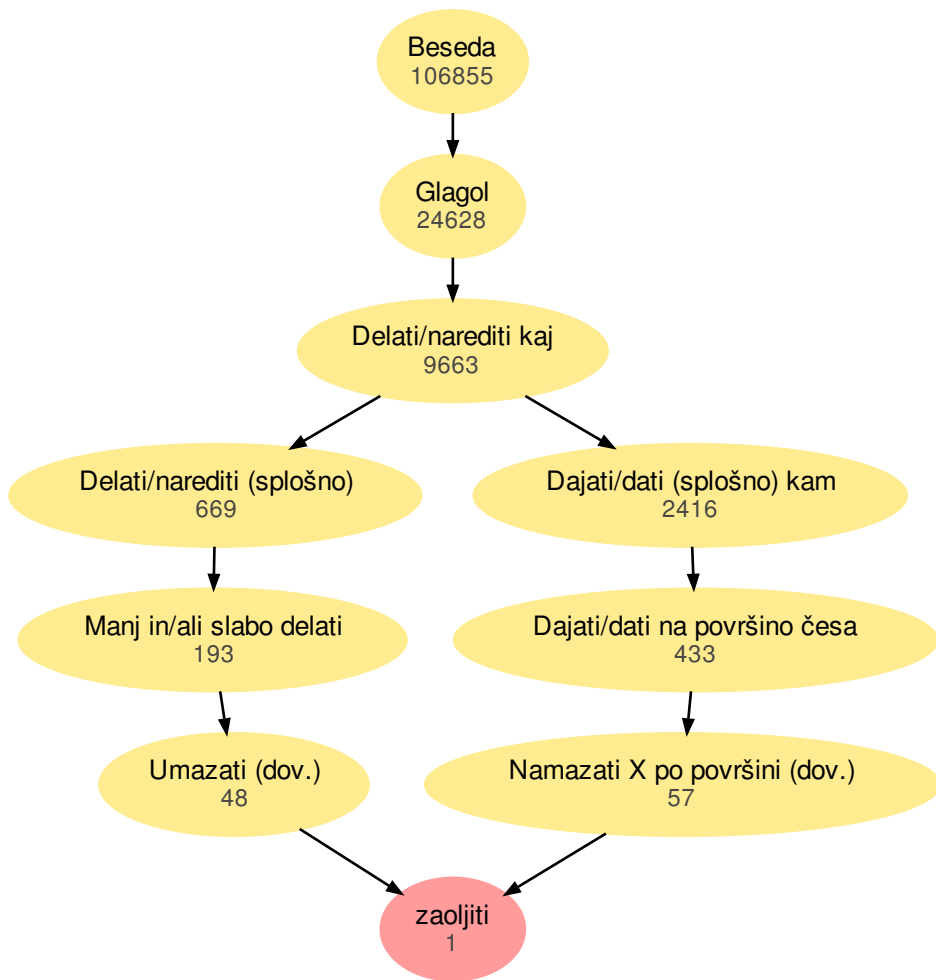 Beseda
106855
Glagol
24628
Delati/narediti kaj
9663
Delati/narediti (splošno)
669
Dajati/dati (splošno) kam
2416
Manj in/ali slabo delati
193
Dajati/dati na površino česa
433
Umazati (dov.)
48
Namazati X po površini (dov.)
57
zaoljiti
1